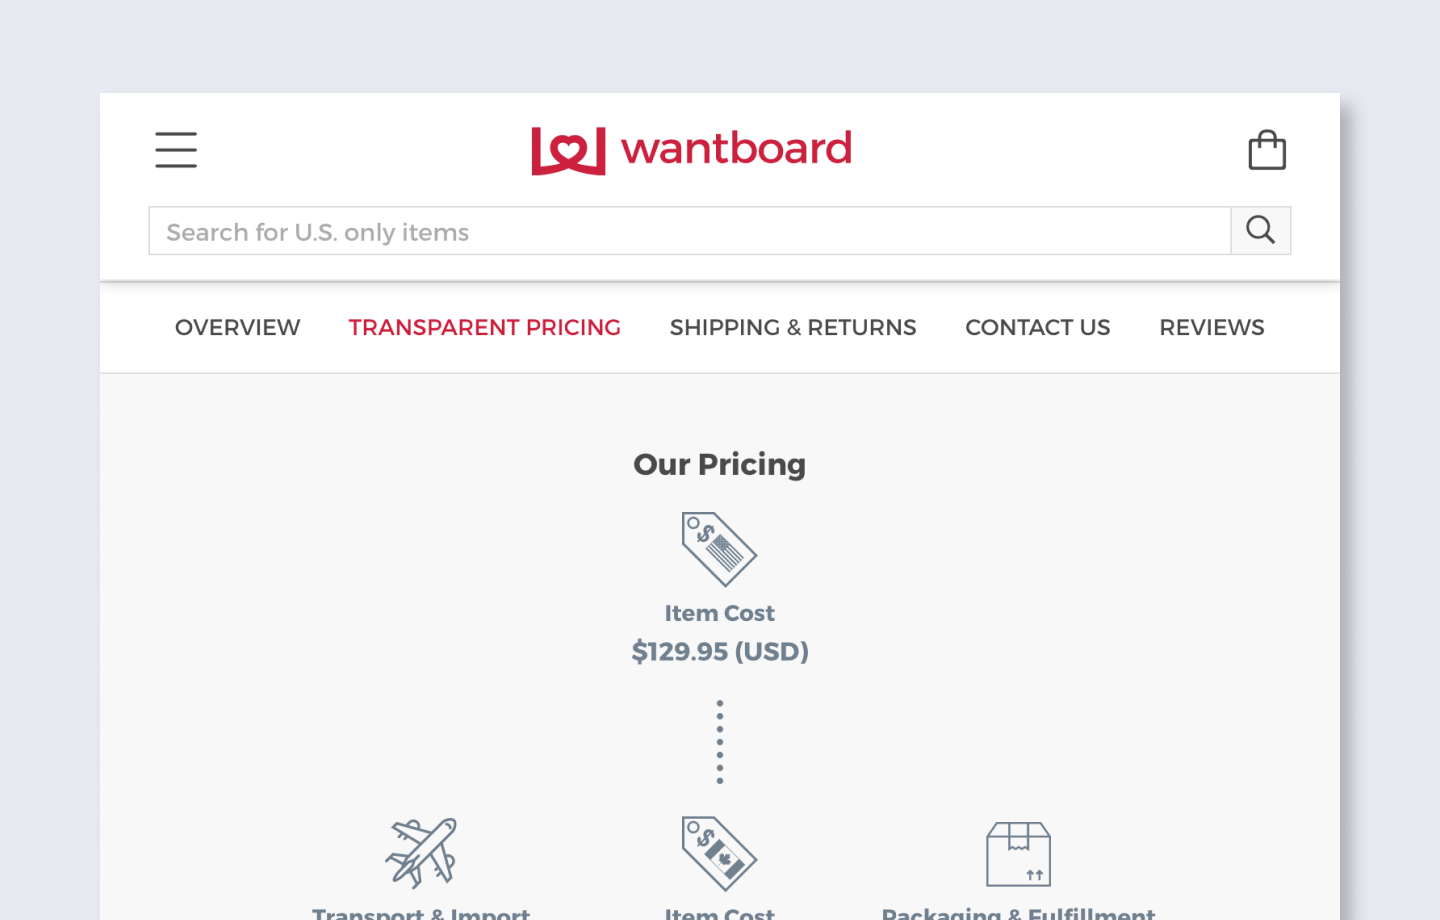 wantboard
Search for U.S. only items
OVERVIEW TRANSPARENT PRICING SHIPPING & RETURNS CONTACT US REVIEWS
Our Pricing
$
Item Cost
$129.95 (USD)
$
Transport & Import Item Cost Packaging & Fulfillment